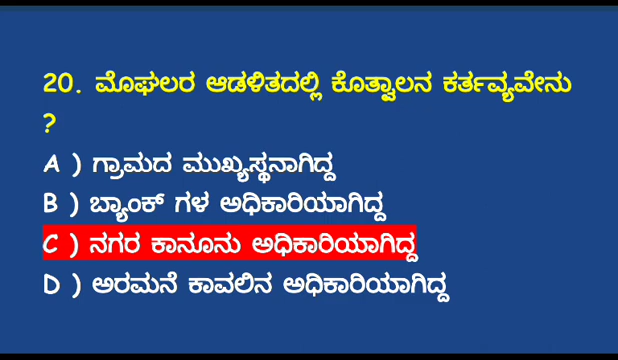 20. ಮೊಘಲರ ಆಡಳಿತದಲ್ಲಿ ಕೊತ್ವಾಲನ ಕರ್ತವ್ಯವೇನು
?
A ) ಗ್ರಾಮದ ಮುಖ್ಯಸ್ಥನಾಗಿದ್ದ
B ) ಬ್ಯಾಂಕ್ ಗಳ ಅಧಿಕಾರಿಯಾಗಿದ್ದ
C ) ನಗರ ಕಾನೂನು ಅಧಿಕಾರಿಯಾಗಿದ್ದ
D ) ಅರಮನೆ ಕಾವಲಿನ ಅಧಿಕಾರಿಯಾಗಿದ್ದ